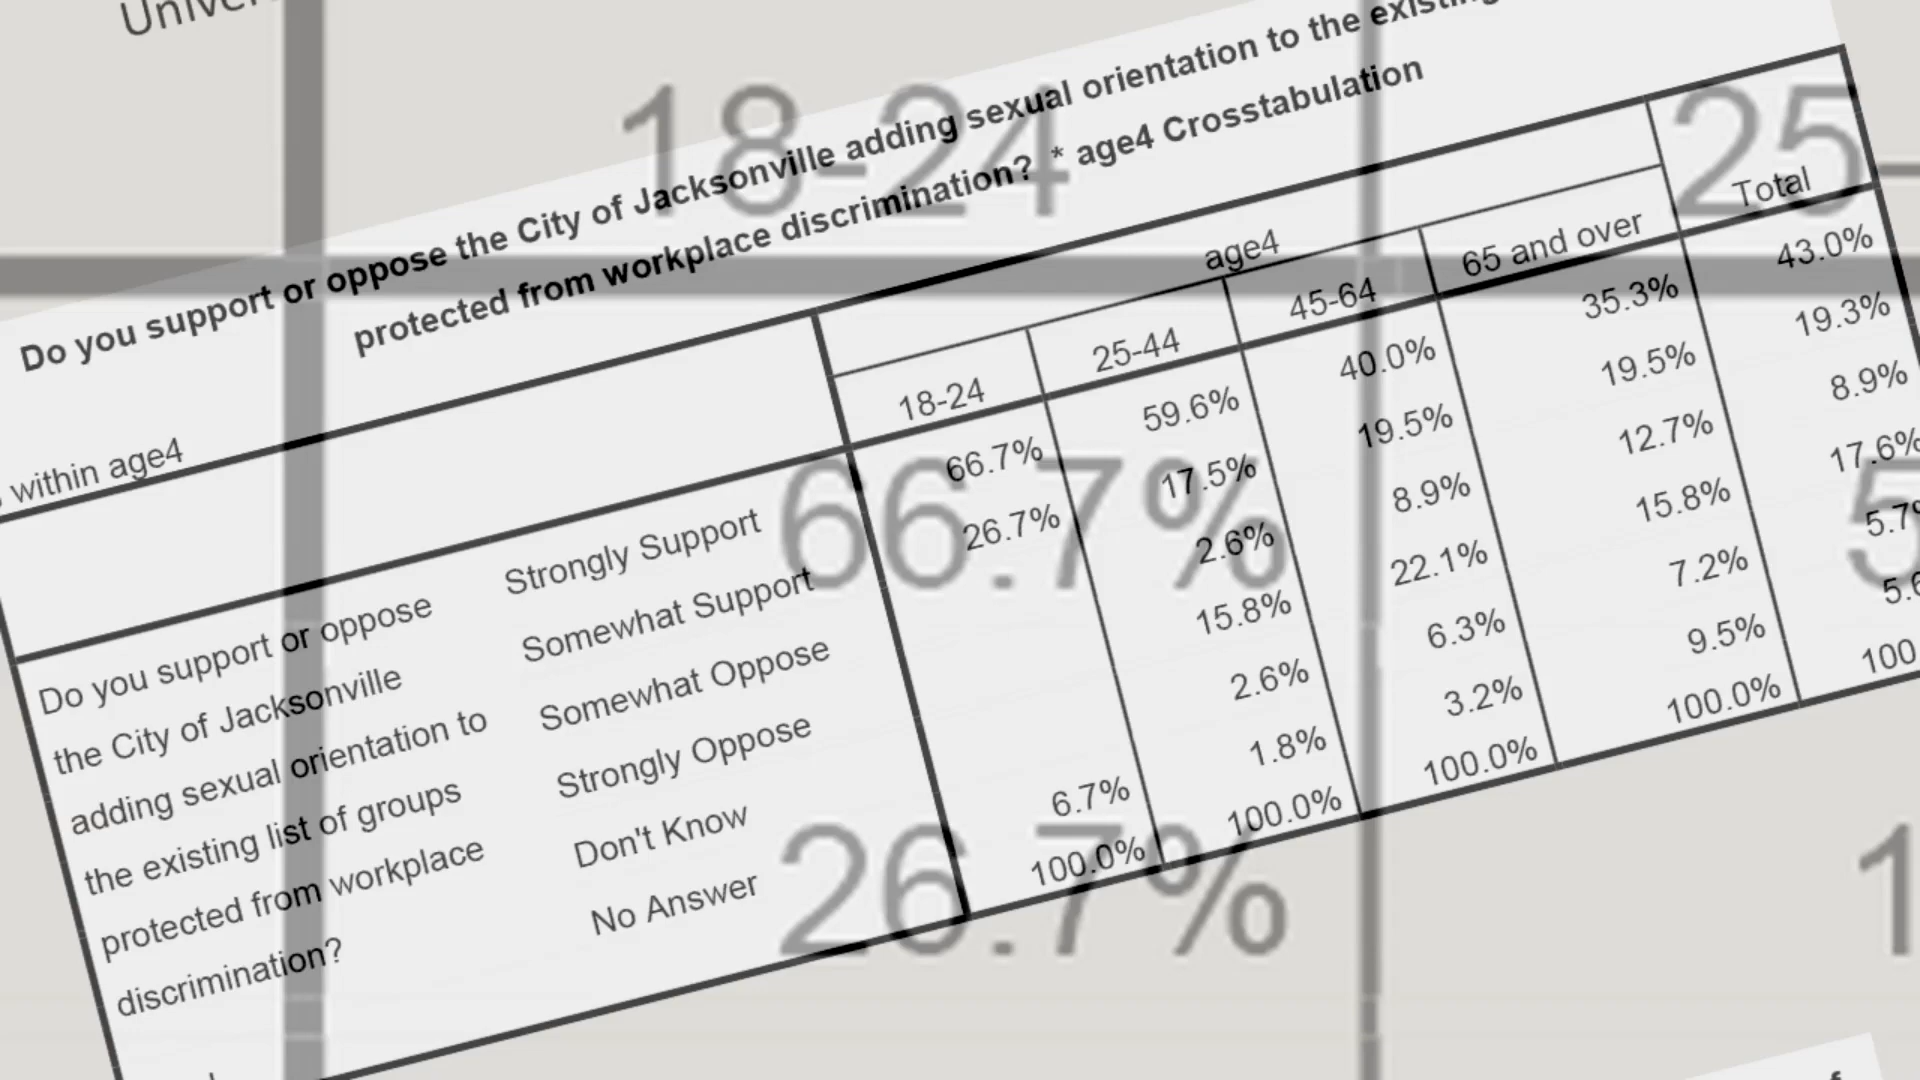 Univer
18-24
25
Do you support or oppose the City of Jacksonville adding sexual orientation to the existing
protected from workplace discrimination? * age4 Crosstabulation
within age4
age4
Total
18-24 25-44 45-64 65 and over
Do you support or oppose
the City of Jacksonville
adding sexual orientation to
the existing list of groups
protected from workplace
discrimination?
Strongly Support 66.7% 59.6% 40.0% 35.3% 43.0%
Somewhat Support 26.7% 17.5% 19.5% 19.5% 19.3%
Somewhat Oppose 2.6% 8.9% 12.7% 8.9%
Strongly Oppose 15.8% 22.1% 15.8% 17.6%
Don't Know 2.6% 6.3% 7.2% 5.7%
No Answer 6.7% 1.8% 3.2% 9.5% 5.6
100.0% 100.0% 100.0% 100.0% 100
66.7%
5
26.7%
1